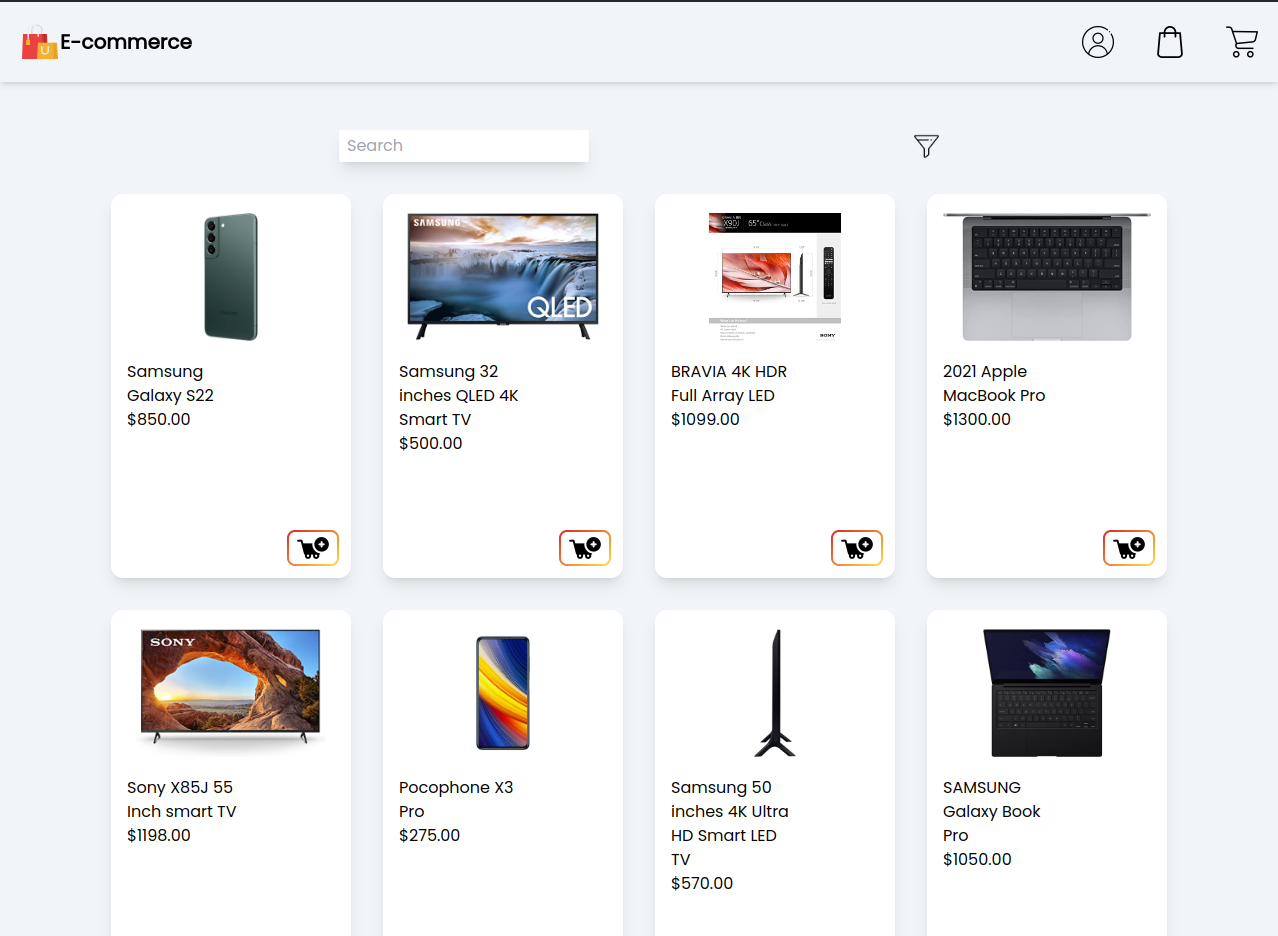 E-commerce
Search
SAMSUNG
QLED
X90J 65" Class
SONY
Samsung
Galaxy S22
$850.00
Samsung 32
inches QLED 4K
Smart TV
$500.00
BRAVIA 4K HDR
Full Array LED
$1099.00
2021 Apple
MacBook Pro
$1300.00
SONY
Sony X85J 55
Inch smart TV
$1198.00
Pocophone X3
Pro
$275.00
Samsung 50
inches 4K Ultra
HD Smart LED
TV
$570.00
SAMSUNG
Galaxy Book
Pro
$1050.00